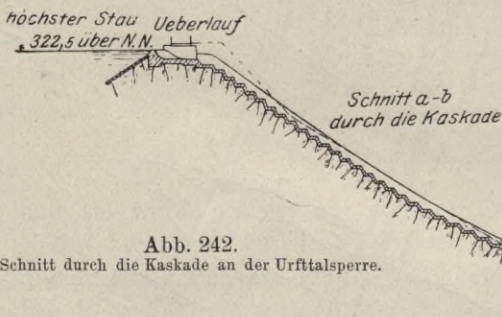 höchster Stau Ueberlauf
322,5 über N.N.
Schnitt a-b
durch die Kaskade
Abb. 242.
Schnitt durch die Kaskade an der Urfttalsperre.